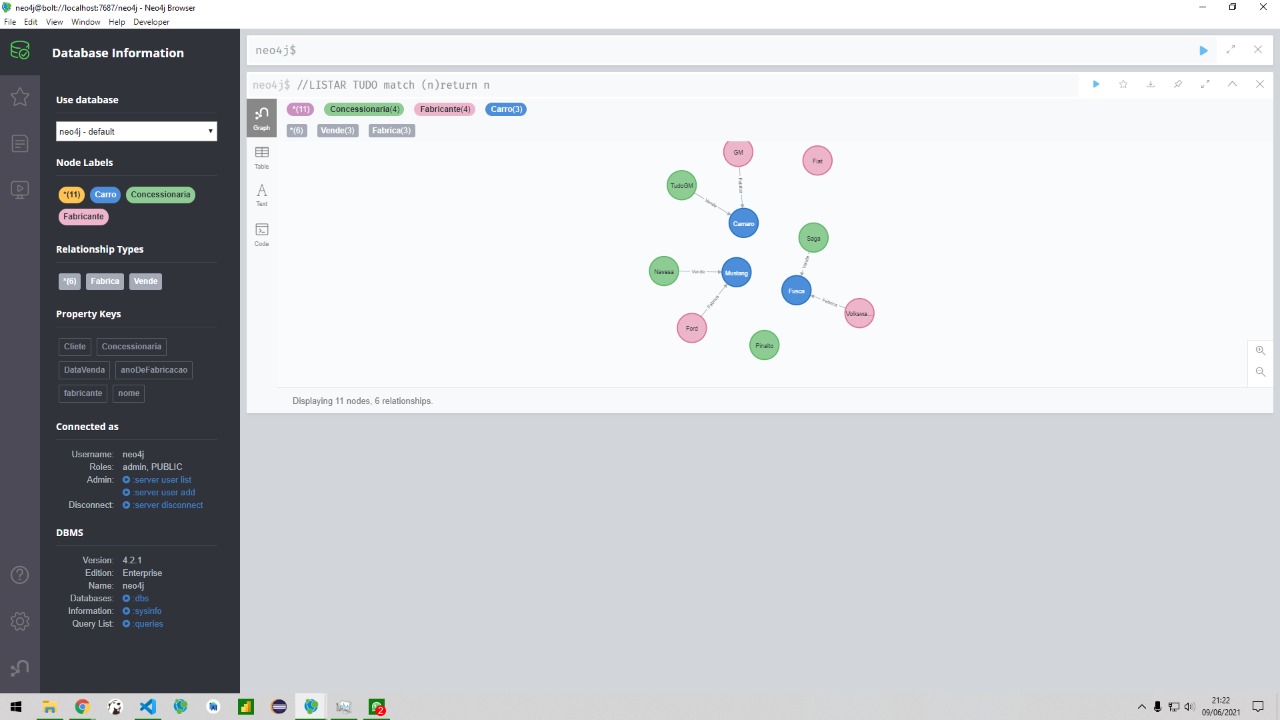 neo4j@bolt://localhost:7687/neo4j - Neo4j Browser
File Edit View Window Help Developer
Database Information
Use database
neo4j - default
Node Labels
*(11) Carro Concessionaria
Fabricante
Relationship Types
*(6) Fabrica Vende
Property Keys
Cliete Concessionaria
DataVenda anoDeFabricacao
fabricante nome
Connected as
Username: neo4j
Roles: admin, PUBLIC
Admin: :server user list
:server user add
Disconnect: :server disconnect
DBMS
Version: 4.2.1
Edition: Enterprise
Name: neo4j
Databases: :dbs
Information: :sysinfo
Query List: :queries
neo4j$
neo4j$ //LISTAR TUDO match (n)return n
Graph
Table
Text
Code
*(11) Concessionaria(4) Fabricante(4) Carro(3)
*(6) Vende(3) Fabrica(3)
GM
Fiat
TudoGM
Fabrica
Vende
Camaro
Saga
Vende
Navesa
Vende
Mustang
Fusca
Fabrica
Fabrica
Volkswa...
Ford
Pinauto
Displaying 11 nodes, 6 relationships.
2
21:22
09/06/2021